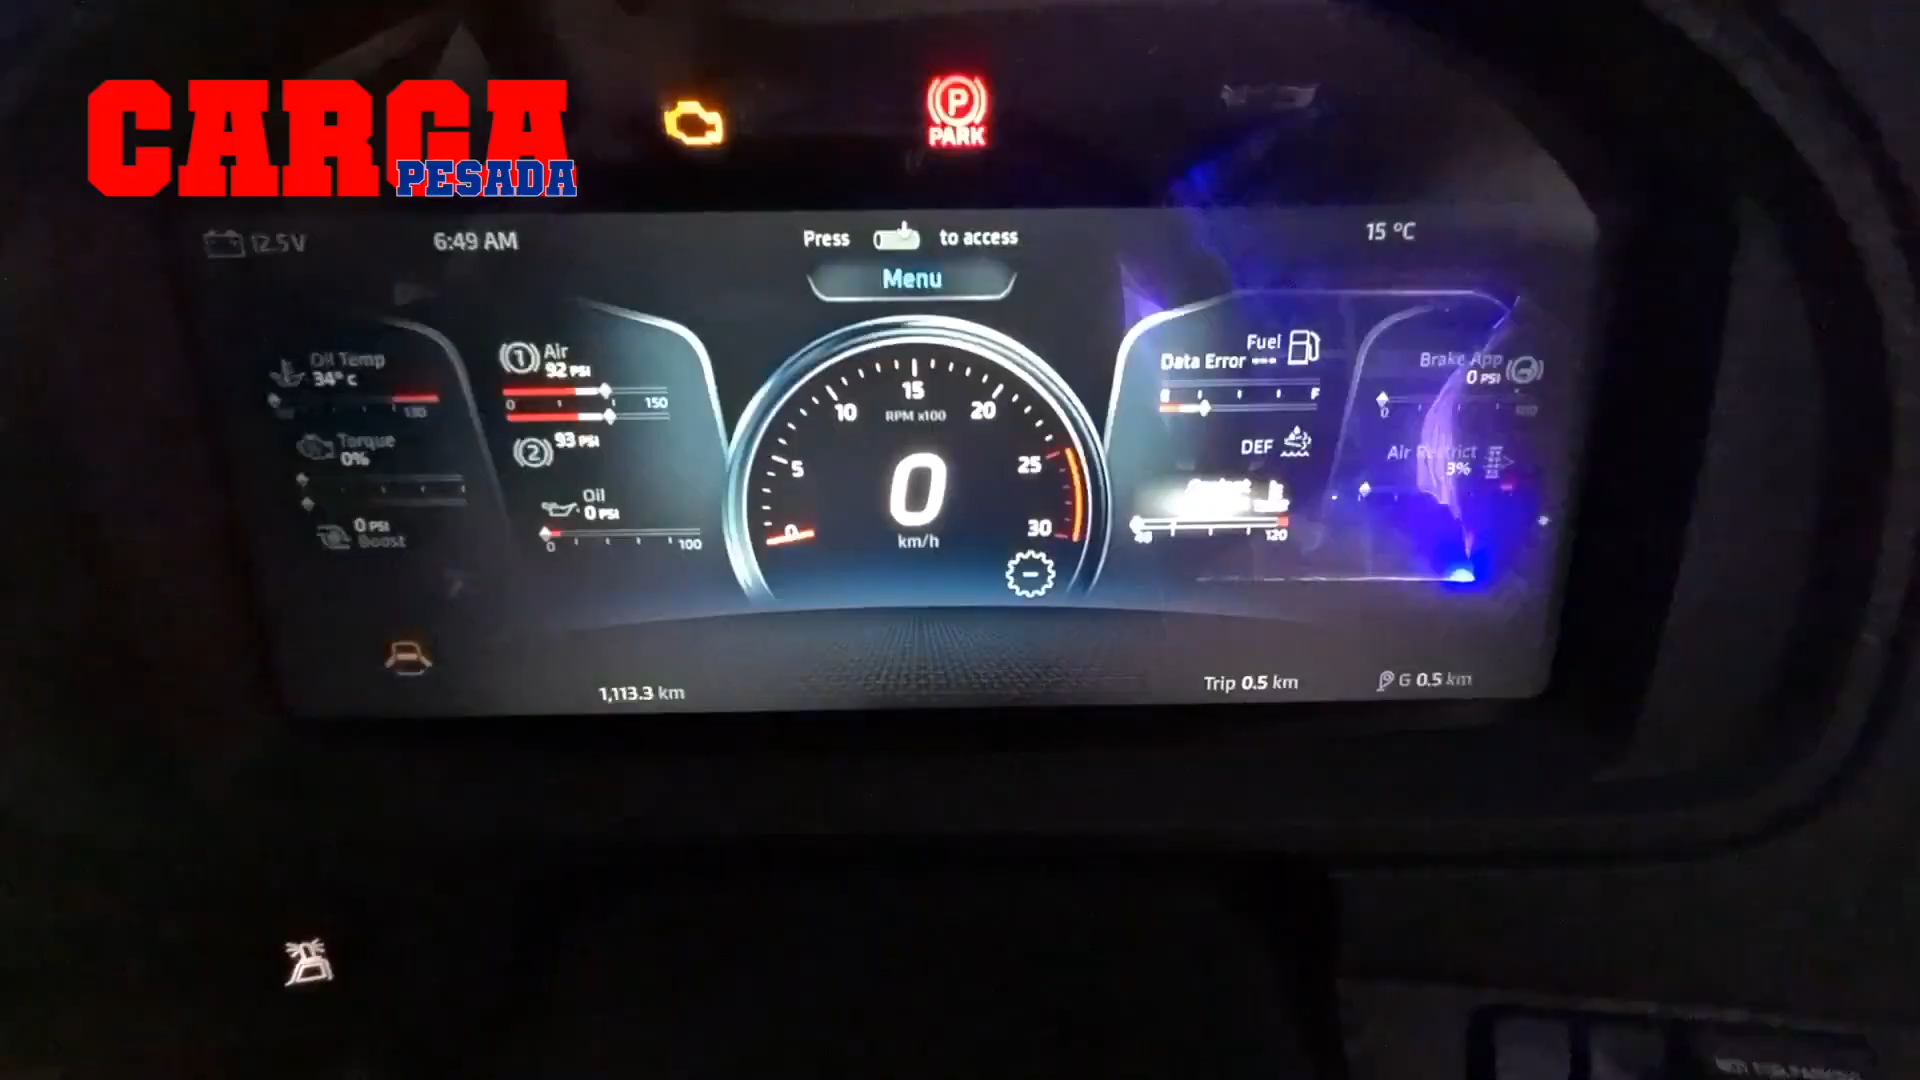 CARGA
PESADA
P
PARK
12.5V
6:49 AM
Press to access
15 °C
Menu
Oil Temp
34° c
130
Torque
0%
0 PSI
Boost
1
Air
92 PSI
0 150
2
93 PSI
Oil
0 PSI
0 100
0 5 10 15 20 25 30
RPM x100
0
km/h
Fuel
Data Error ---
F
DEF
120
Brake App
0 PSI
0
Air Restrict
3%
1,113.3 km
Trip 0.5 km
G 0.5 km